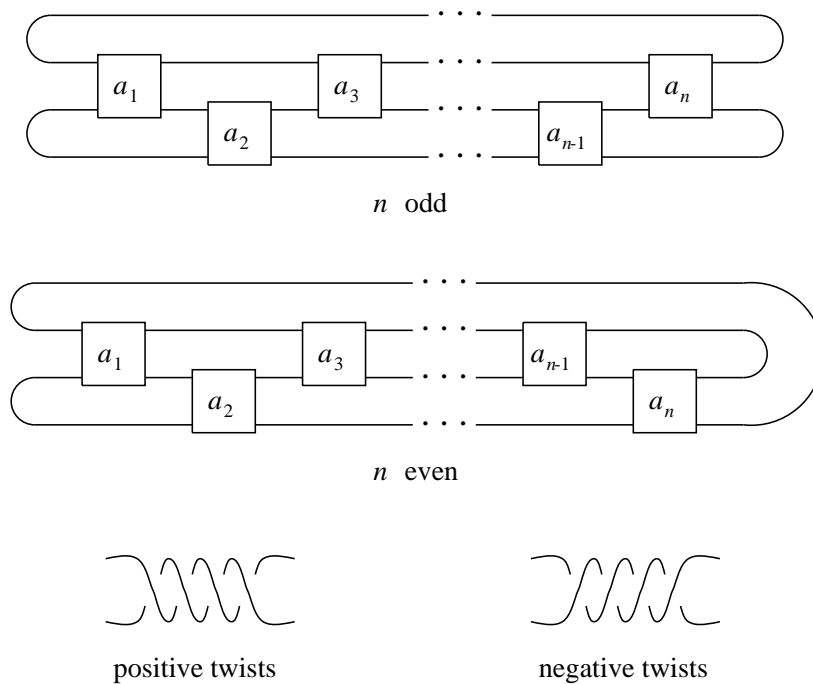 · · ·
a₁ a₃ · · · aₙ
· · ·
a₂ · · · aₙ₋₁
n odd
· · ·
a₁ a₃ · · · aₙ₋₁
· · ·
a₂ · · · aₙ
n even
positive twists negative twists